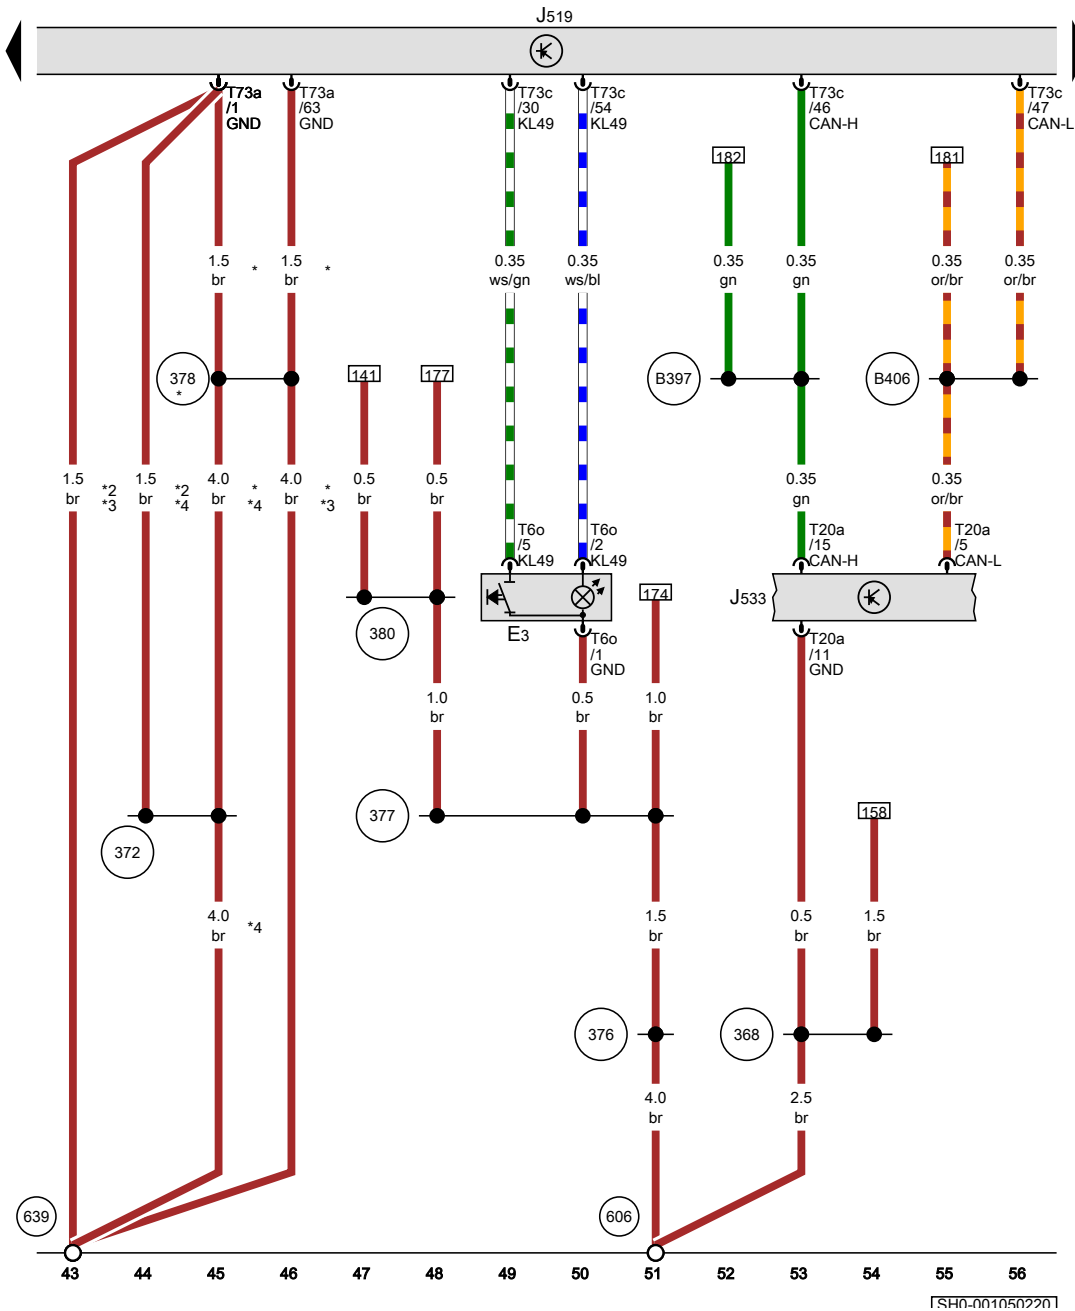 J519
T73a
/1
GND
T73a
/63
GND
T73c
/30
KL49
T73c
/54
KL49
T73c
/46
CAN-H
T73c
/47
CAN-L
182
181
1.5
br
*
1.5
br
*
0.35
ws/gn
0.35
ws/bl
0.35
gn
0.35
gn
0.35
or/br
0.35
or/br
378
*
141
177
B397
B406
1.5
br
*2
*3
1.5
br
*2
*4
4.0
br
*
*4
4.0
br
*
*3
0.5
br
0.5
br
0.35
gn
0.35
or/br
T6o
/5
KL49
T6o
/2
KL49
T20a
/15
CAN-H
T20a
/5
CAN-L
174
J533
380
E3
T6o
/1
GND
T20a
/11
GND
1.0
br
0.5
br
1.0
br
377
158
372
4.0
br
*4
1.5
br
0.5
br
1.5
br
376
368
4.0
br
2.5
br
639
606
43 44 45 46 47 48 49 50 51 52 53 54 55 56
SH0-001050220